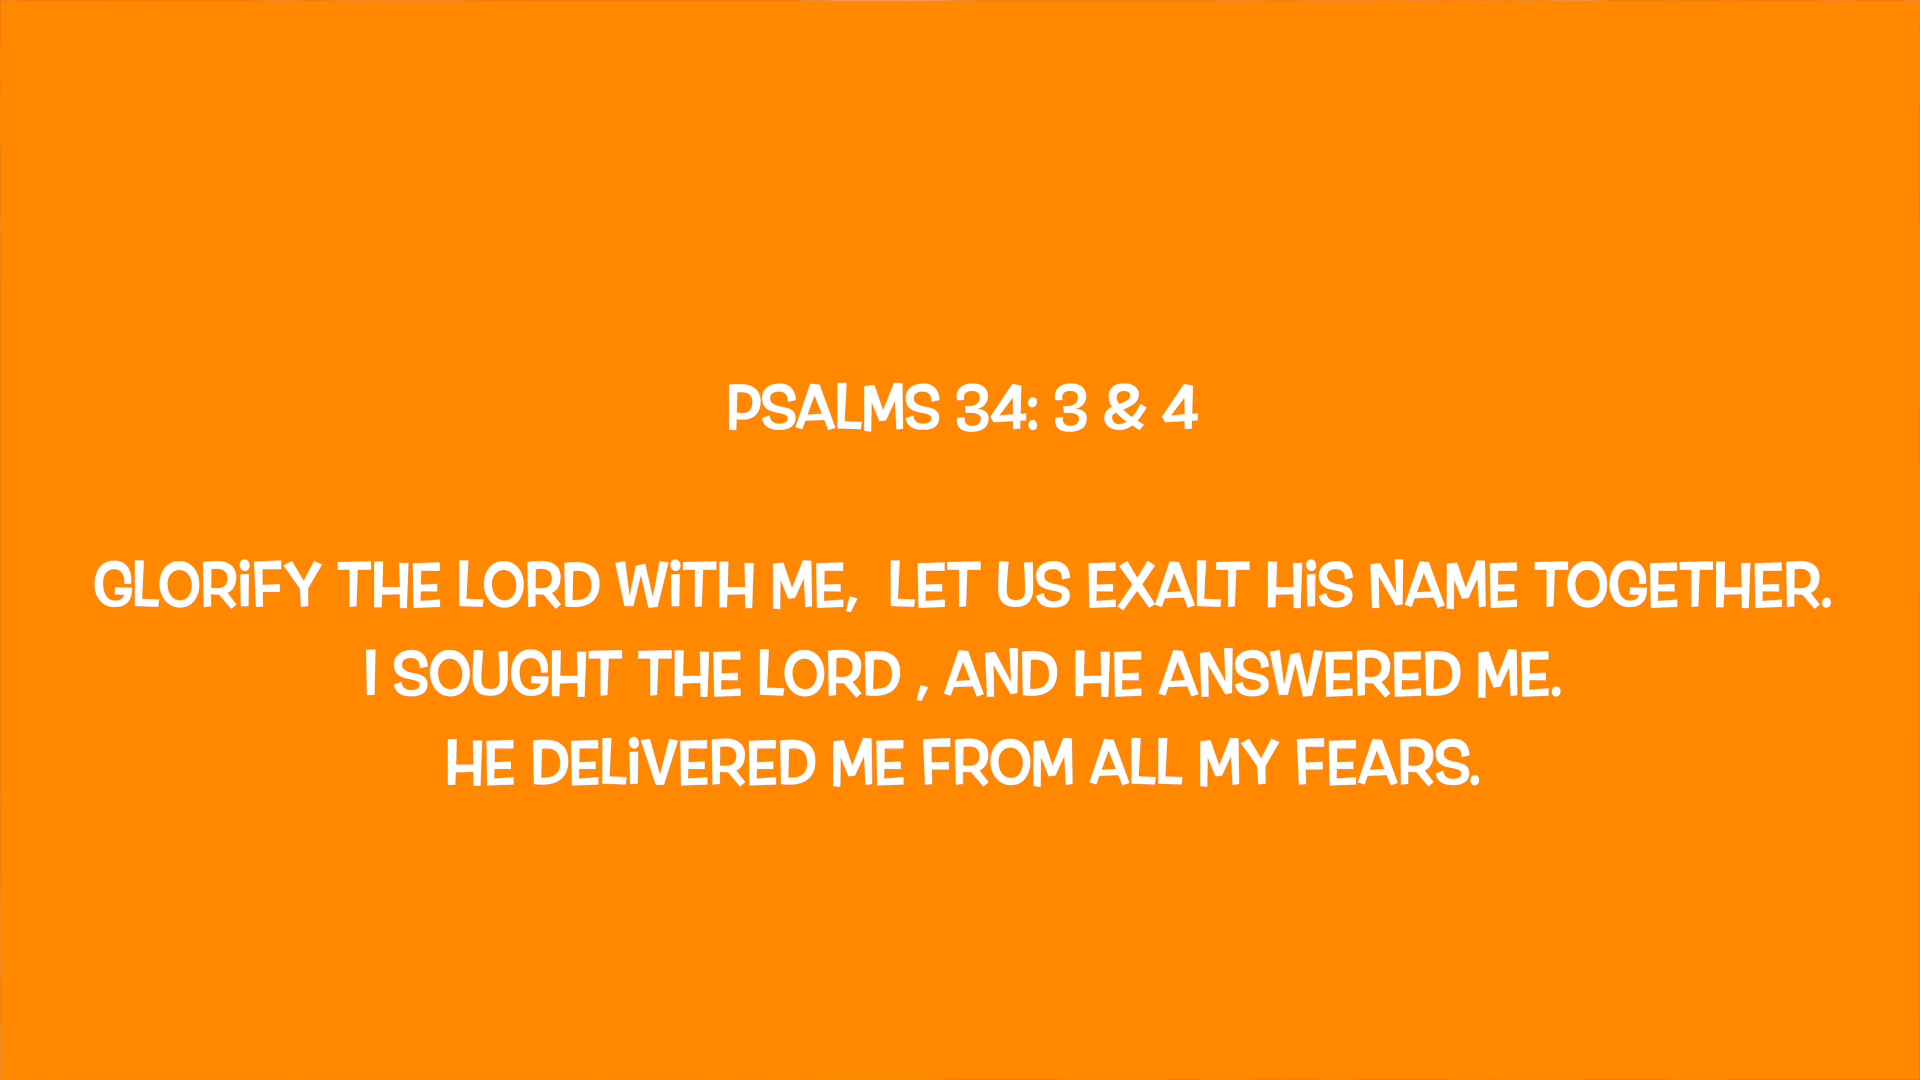 PSALMS 34: 3 & 4
GLORiFY THE LORD WiTH ME,  LET US EXALT HiS NAME TOGETHER.
I SOUGHT THE LORD , AND HE ANSWERED ME.
HE DELiVERED ME FROM ALL MY FEARS.